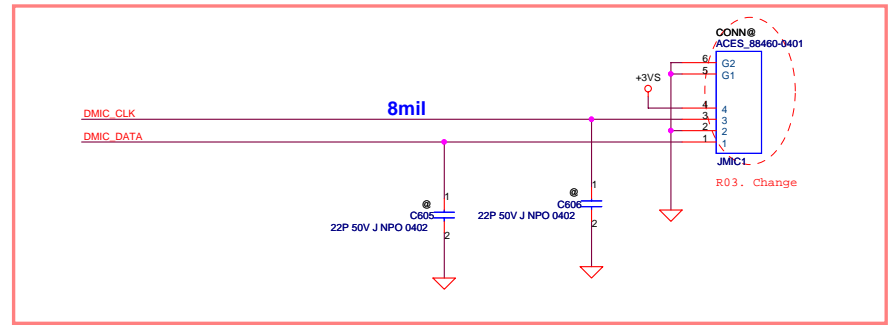 CONN@
ACES_88460-0401
6
G2
5
G1
+3VS
4
4
DMIC_CLK
8mil
3
3
2
2
DMIC_DATA
1
1
JMIC1
R03. Change
1
@
C605
22P 50V J NPO 0402
2
1
@
C606
22P 50V J NPO 0402
2